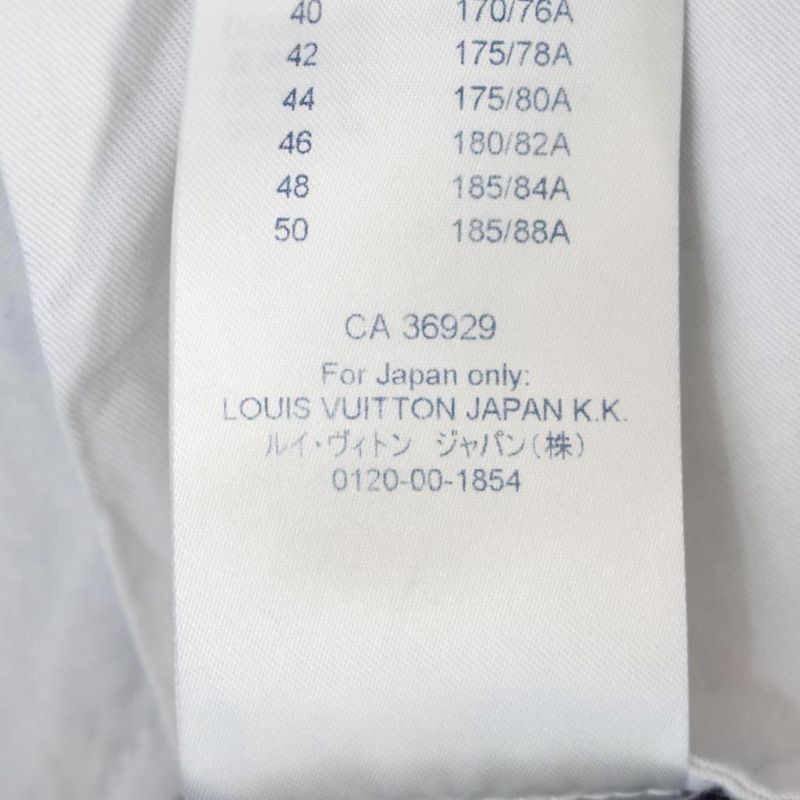 40 170/76A
42 175/78A
44 175/80A
46 180/82A
48 185/84A
50 185/88A
CA 36929
For Japan only:
LOUIS VUITTON JAPAN K.K.
ルイ・ヴィトン ジャパン(株)
0120-00-1854